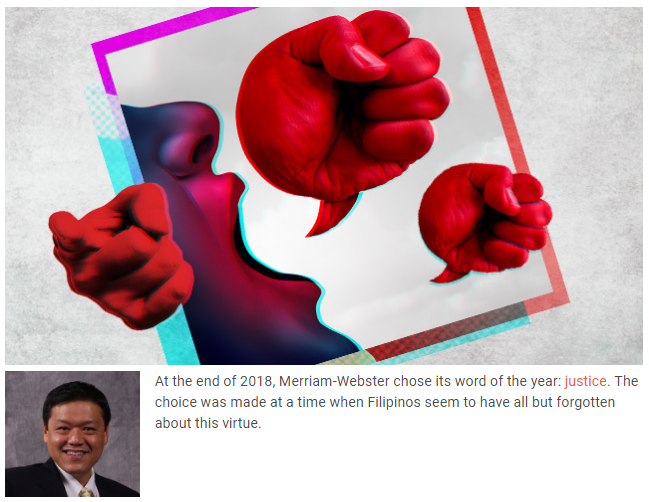 At the end of 2018, Merriam-Webster chose its word of the year: justice. The
choice was made at a time when Filipinos seem to have all but forgotten
about this virtue.